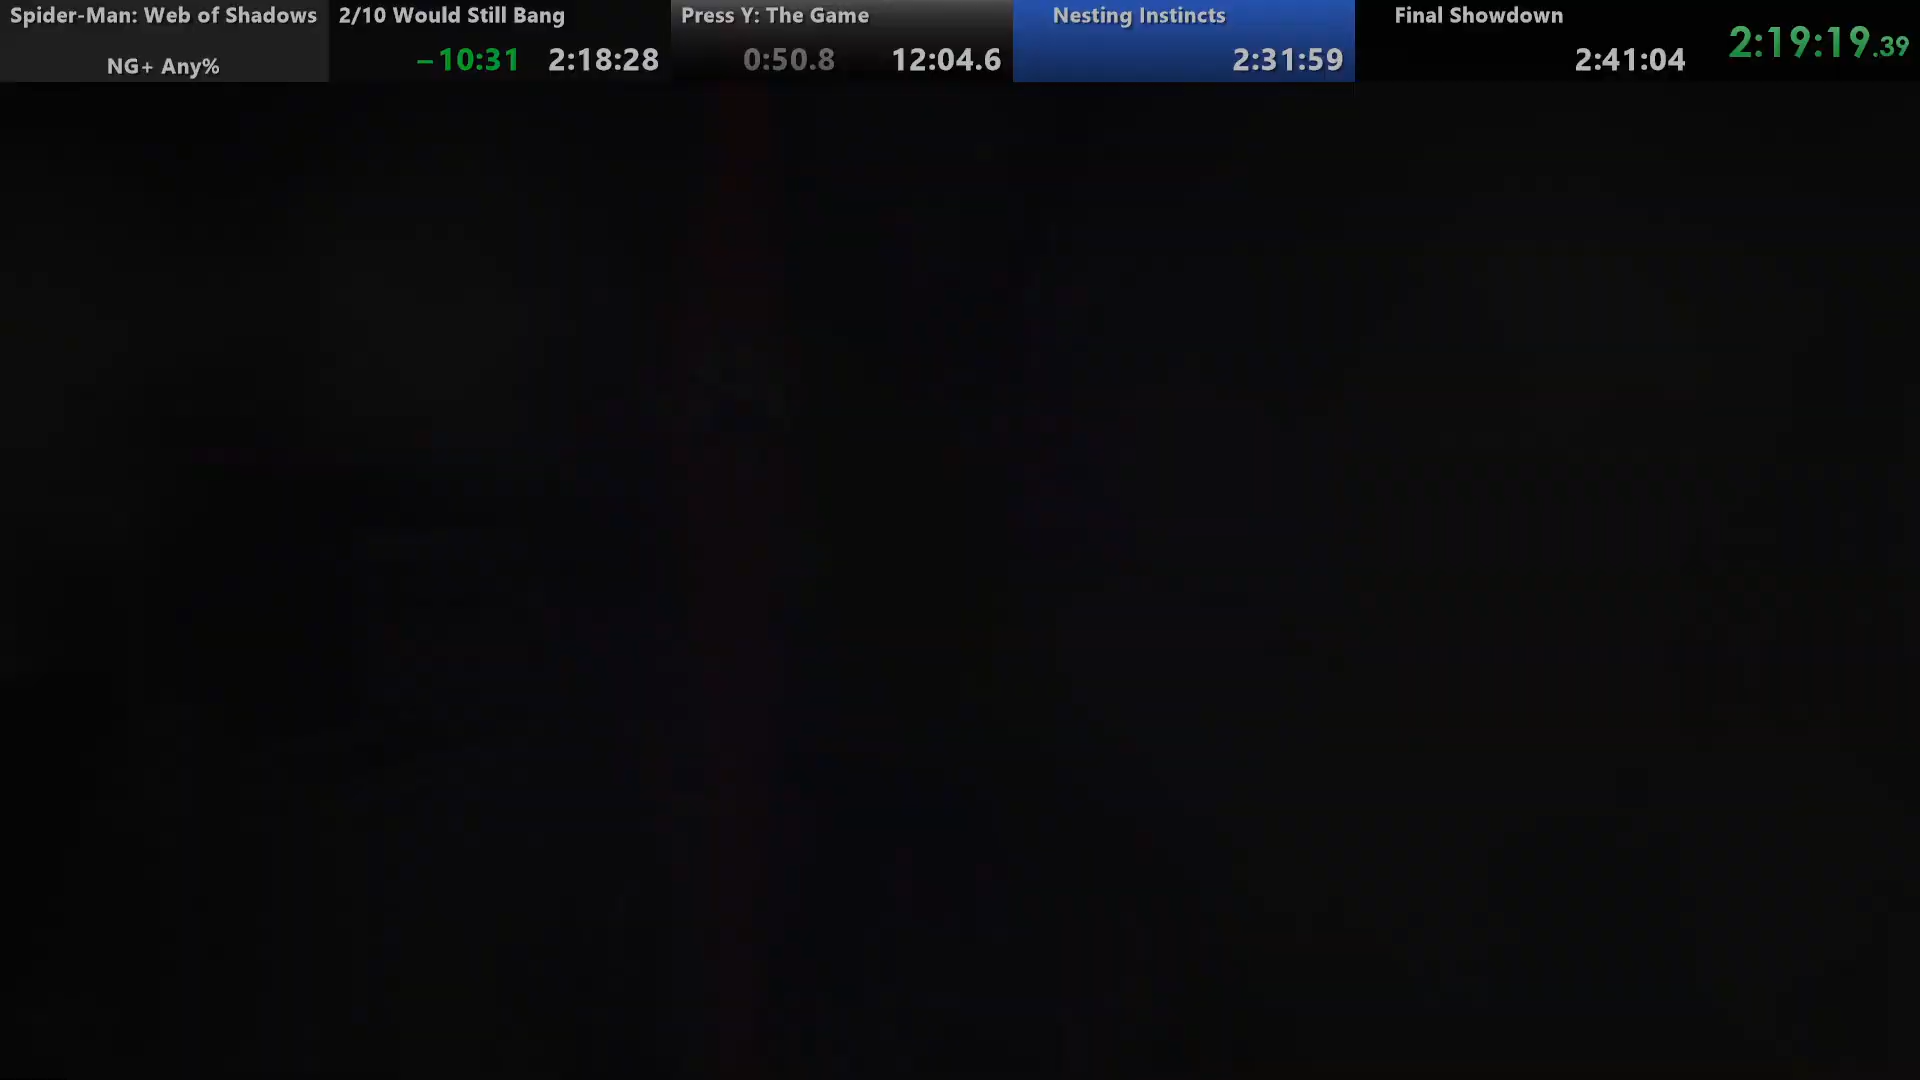 Spider-Man: Web of Shadows
NG+ Any%
2/10 Would Still Bang
−10:31 2:18:28
Press Y: The Game
0:50.8 12:04.6
Nesting Instincts
2:31:59
Final Showdown
2:41:04
2:19:19.39